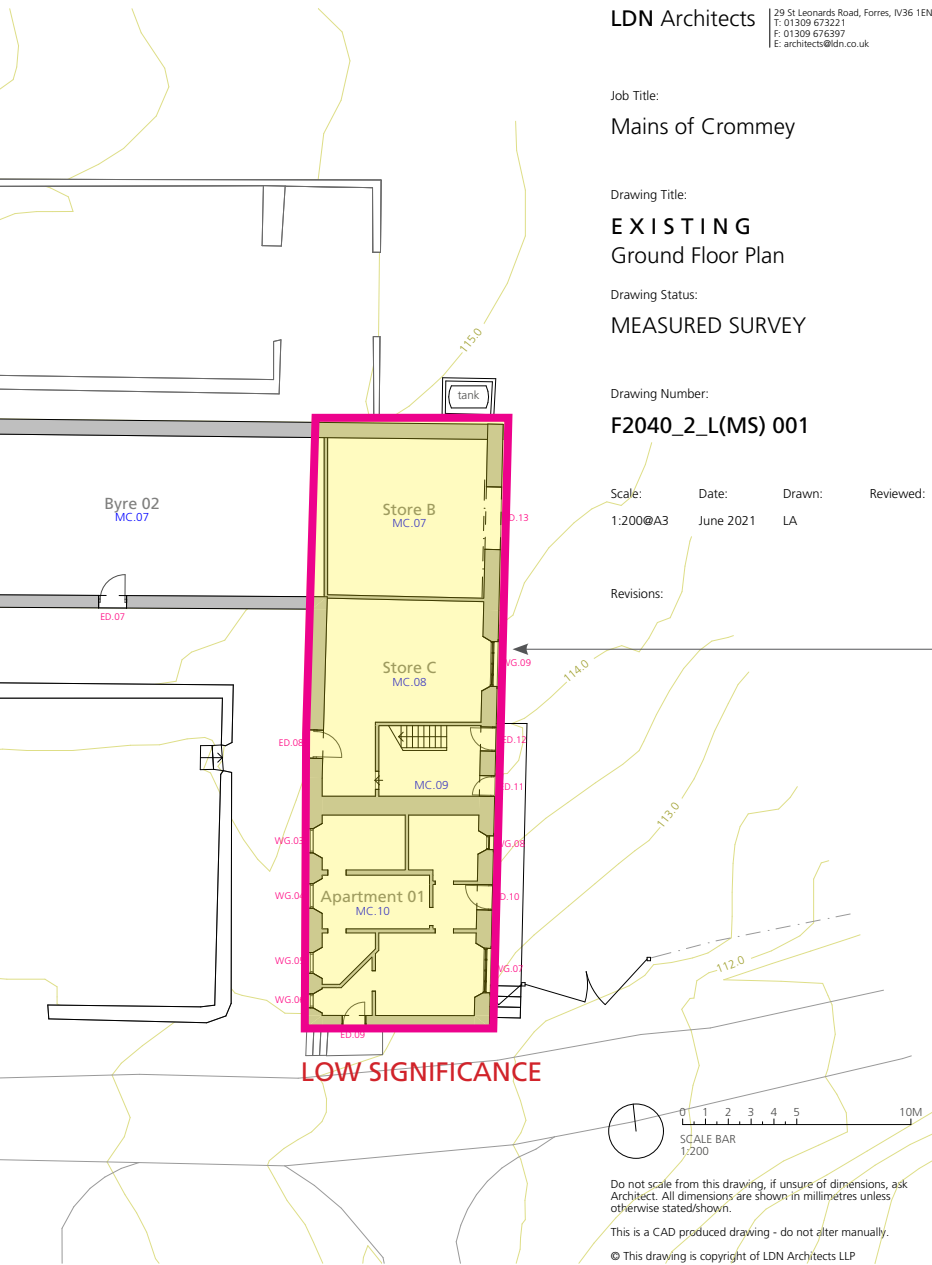 LDN Architects
29 St Leonards Road, Forres, IV36 1EN
T: 01309 673221
F: 01309 676397
E: architects@ldn.co.uk
Job Title:
Mains of Crommey
Drawing Title:
EXISTING
Ground Floor Plan
Drawing Status:
MEASURED SURVEY
Drawing Number:
F2040_2_L(MS) 001
Scale: Date: Drawn: Reviewed:
1:200@A3 June 2021 LA
Revisions:
115.0
tank
Byre 02
MC.07
Store B
MC.07
D.13
ED.07
Store C
MC.08
WG.09
114.0
ED.08
ED.12
MC.09
D.11
113.0
WG.03
WG.08
WG.04
Apartment 01
MC.10
D.10
WG.05
WG.07
112.0
WG.06
ED.09
LOW SIGNIFICANCE
0 1 2 3 4 5 10M
SCALE BAR
1:200
Do not scale from this drawing, if unsure of dimensions, ask
Architect. All dimensions are shown in millimetres unless
otherwise stated/shown.
This is a CAD produced drawing - do not alter manually.
© This drawing is copyright of LDN Architects LLP